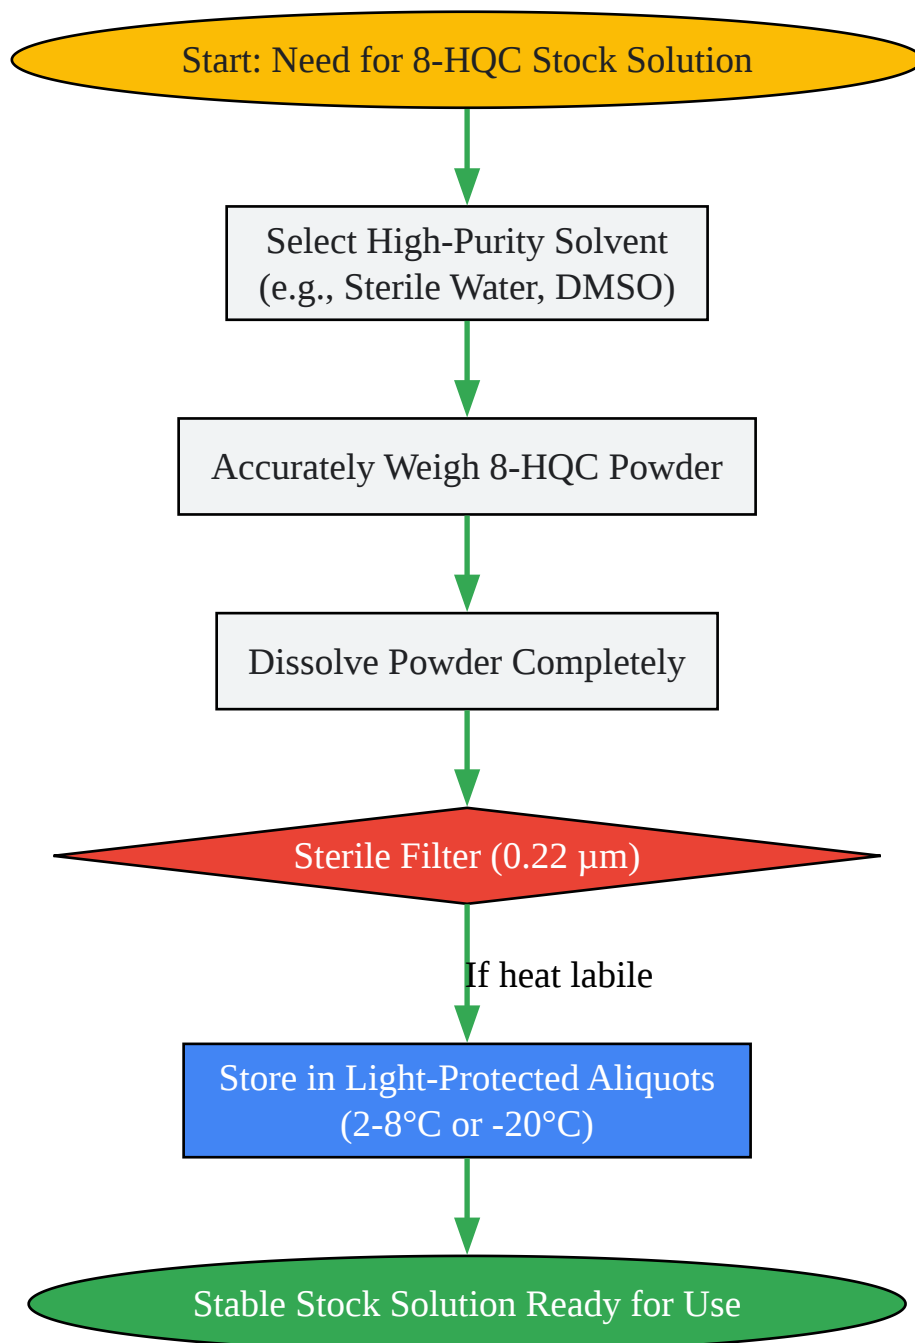 Start: Need for 8-HQC Stock Solution
Select High-Purity Solvent
(e.g., Sterile Water, DMSO)
Accurately Weigh 8-HQC Powder
Dissolve Powder Completely
Sterile Filter (0.22 µm)
If heat labile
Store in Light-Protected Aliquots
(2-8°C or -20°C)
Stable Stock Solution Ready for Use